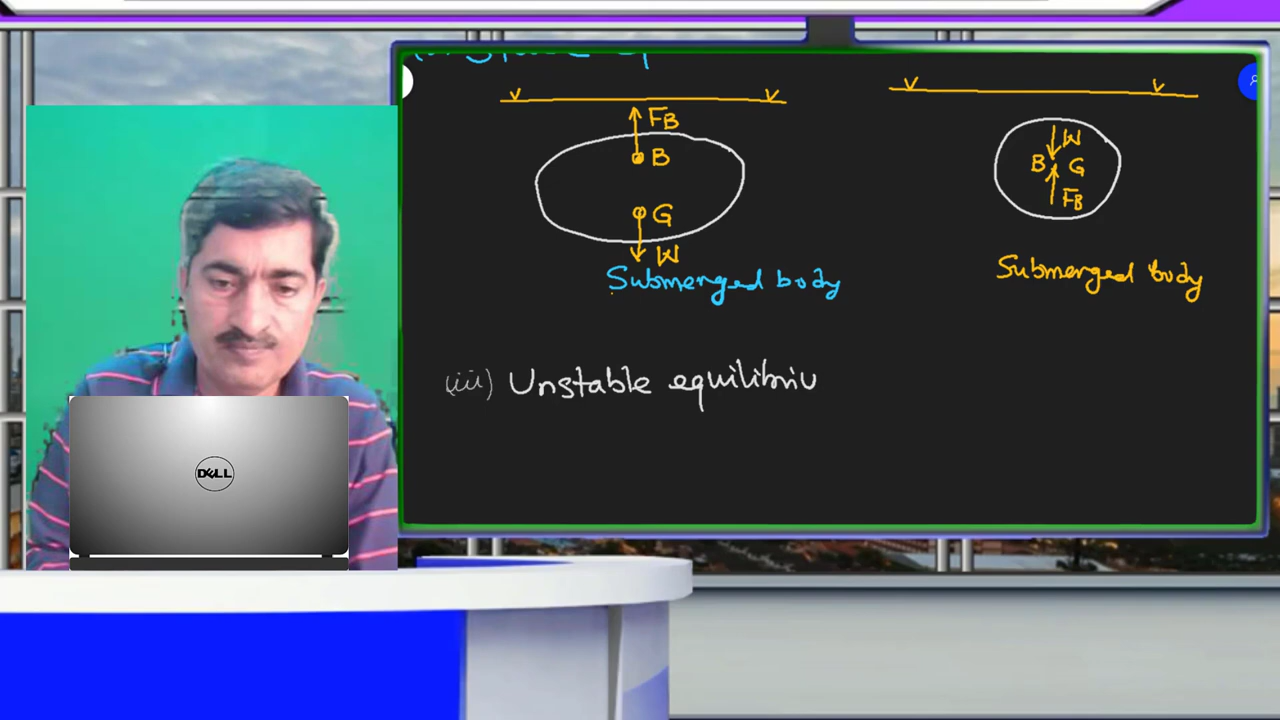 FB
B
G
W
Submerged body
W
B G
FB
Submerged body
(iii) Unstable equilibriu
DELL